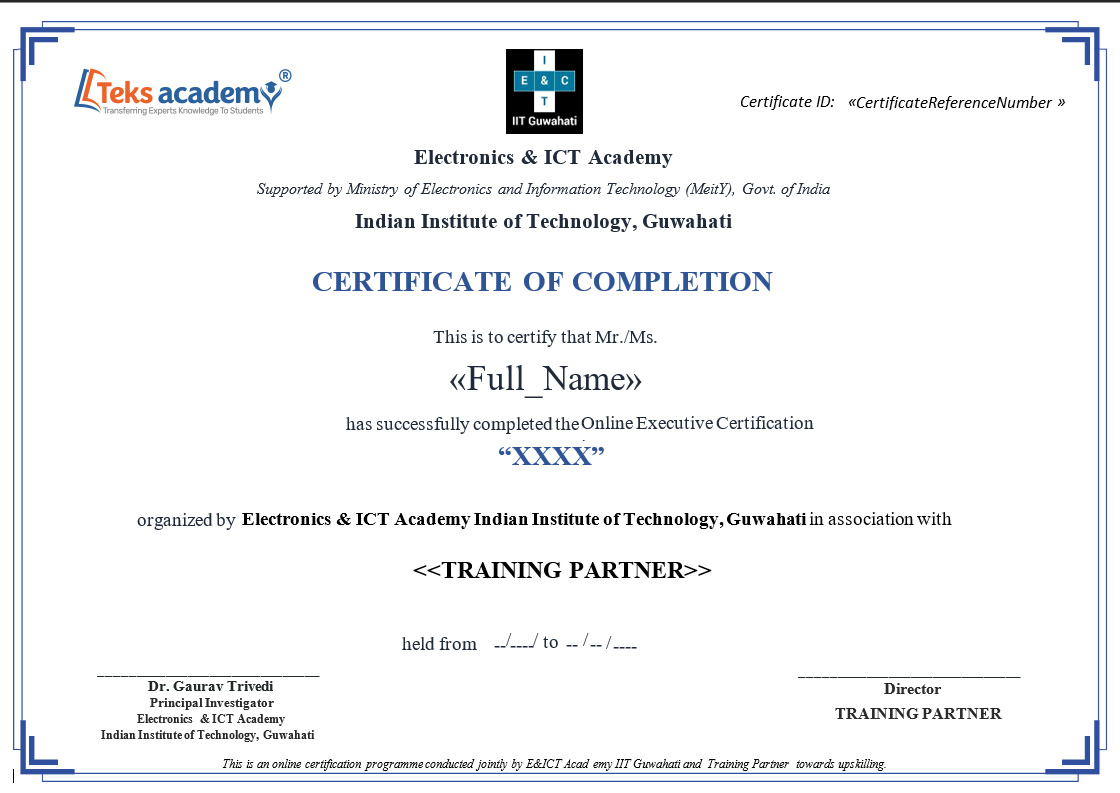 Teks academy®
Transferring Experts Knowledge To Students
I
E & C
T
IIT Guwahati
Certificate ID: «CertificateReferenceNumber »
Electronics & ICT Academy
Supported by Ministry of Electronics and Information Technology (MeitY), Govt. of India
Indian Institute of Technology, Guwahati
CERTIFICATE OF COMPLETION
This is to certify that Mr./Ms.
«Full_Name»
has successfully completed the Online Executive Certification
“XXXX”
organized by Electronics & ICT Academy Indian Institute of Technology, Guwahati in association with
<<TRAINING PARTNER>>
held from --/----/ to -- / -- / ----
Dr. Gaurav Trivedi
Principal Investigator
Electronics & ICT Academy
Indian Institute of Technology, Guwahati
Director
TRAINING PARTNER
This is an online certification programme conducted jointly by E&ICT Acad emy IIT Guwahati and Training Partner towards upskilling.